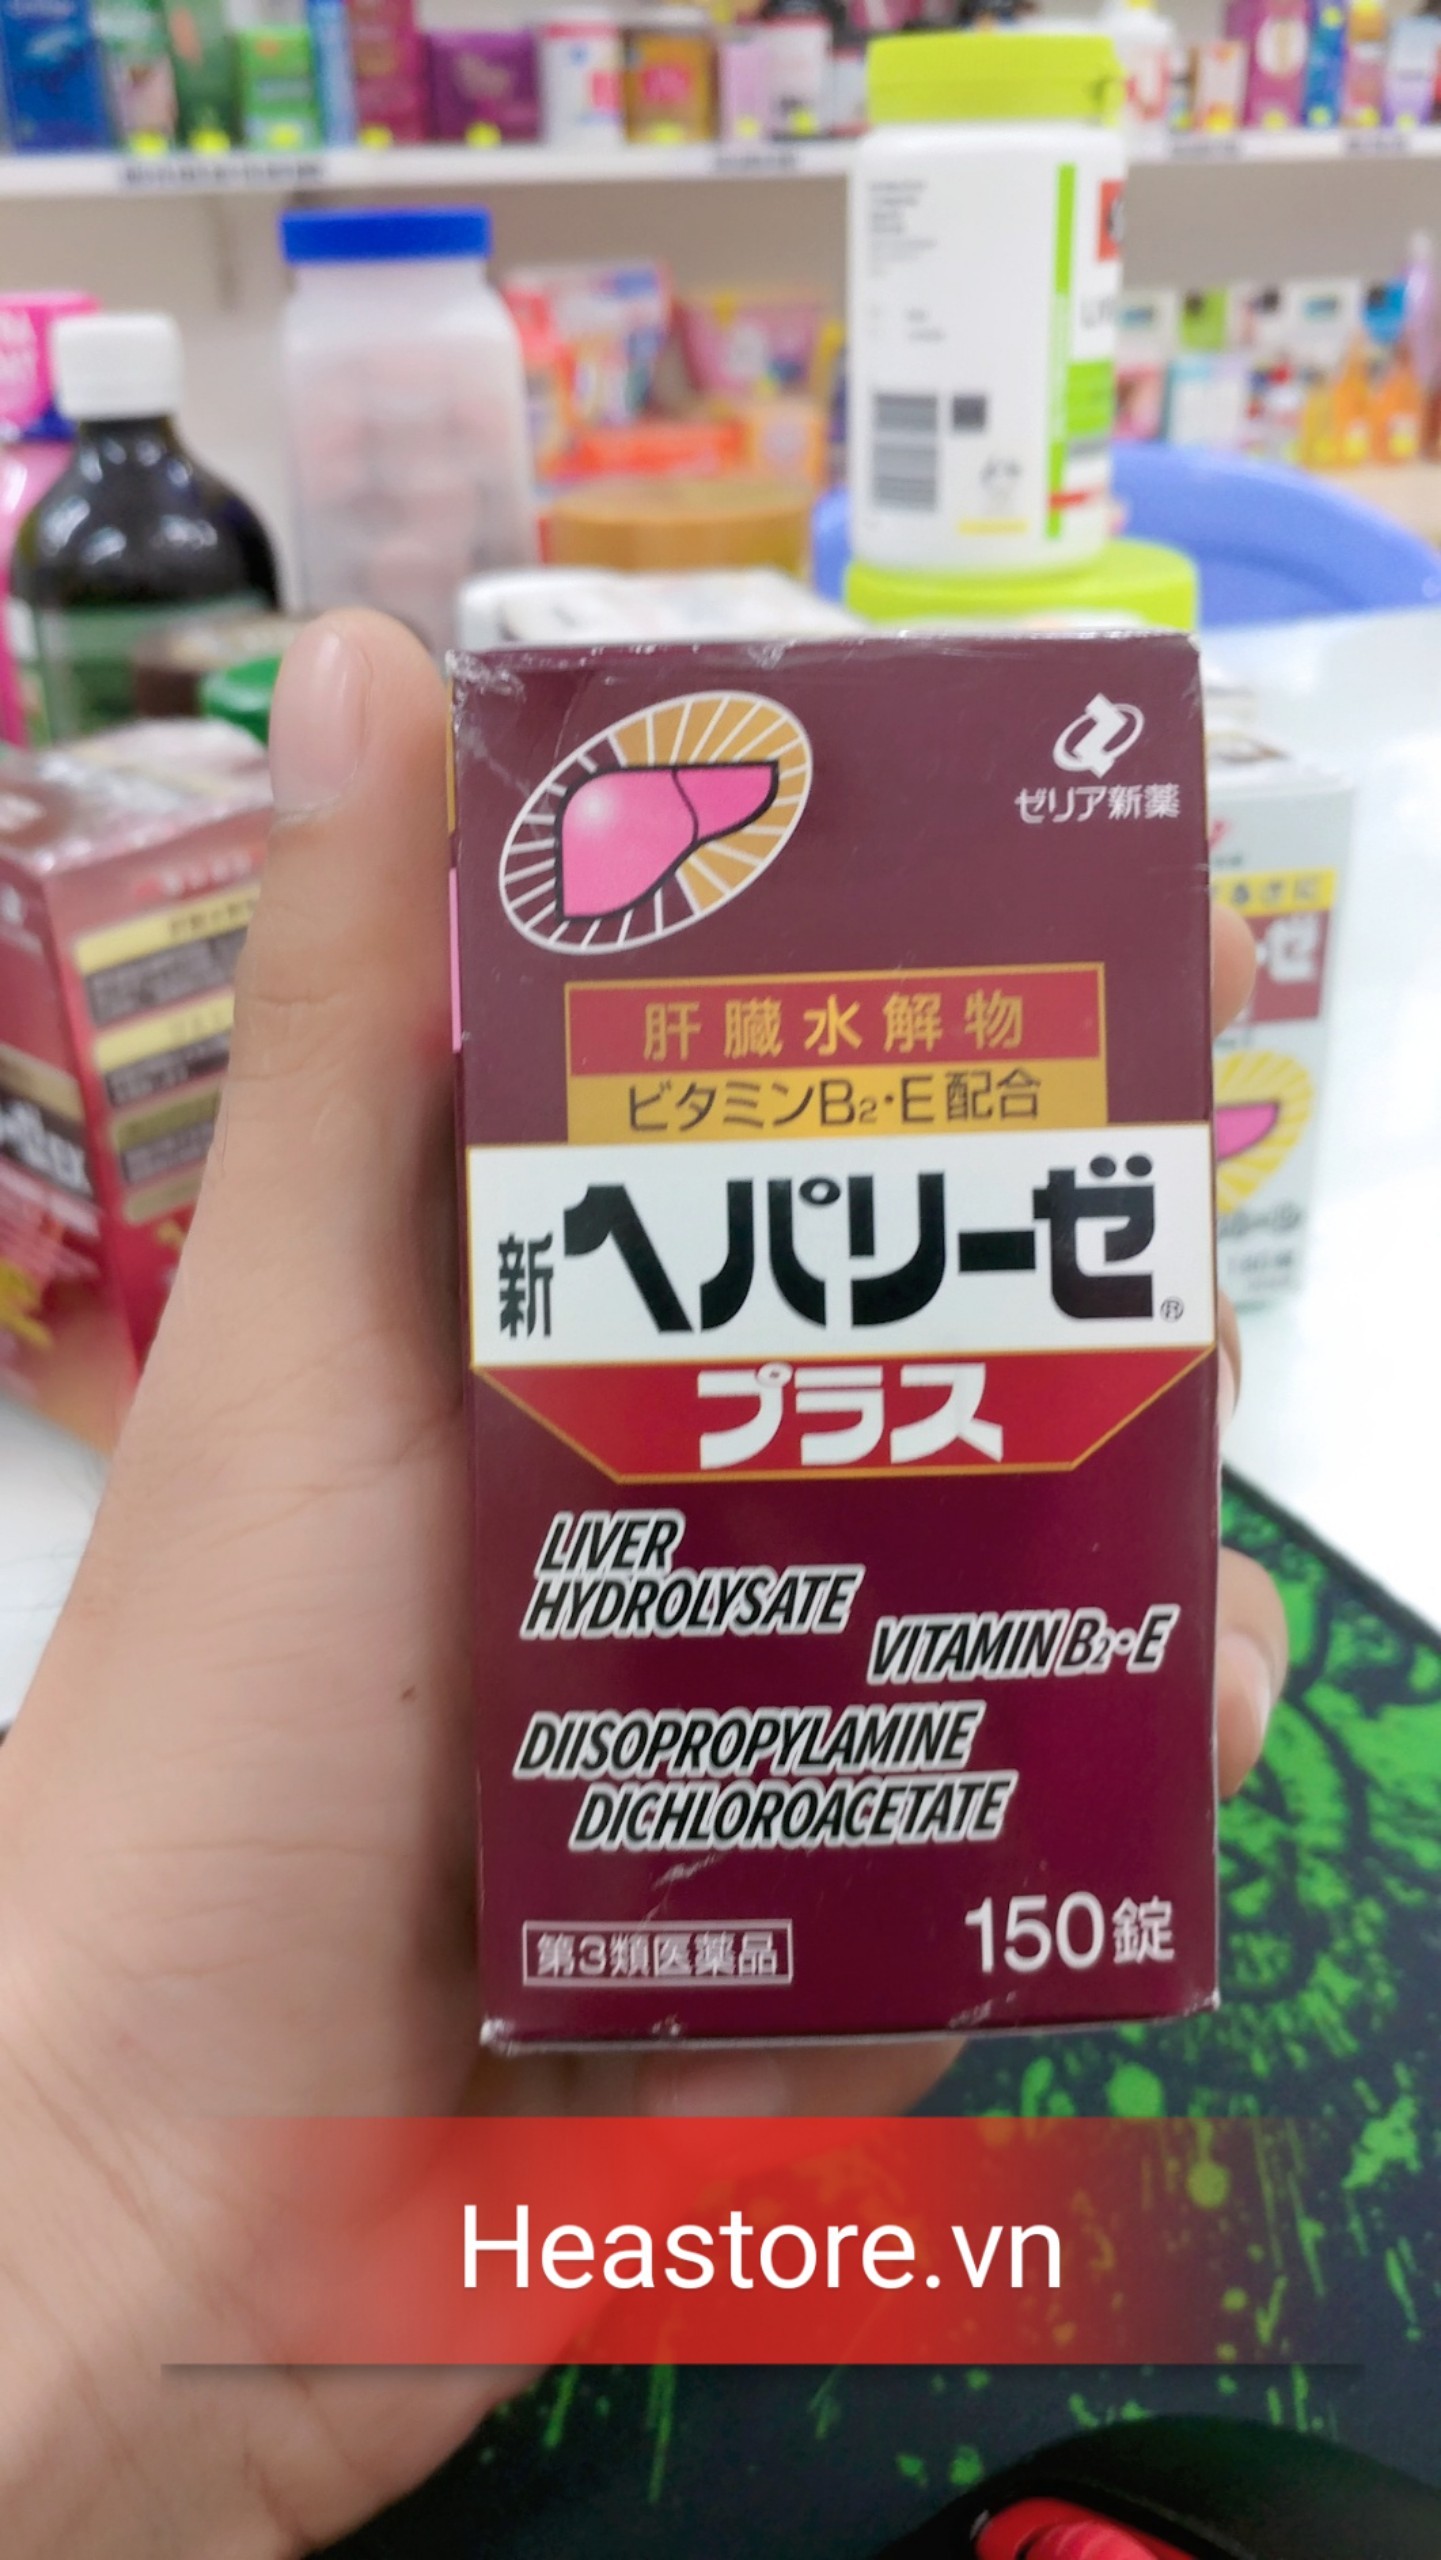 ゼリア新薬
肝臓水解物
ビタミンB2・E配合
新ヘパリーゼ®
プラス
LIVER
HYDROLYSATE
VITAMIN B2・E
DIISOPROPYLAMINE
DICHLOROACETATE
第3類医薬品
150錠
Heastore.vn